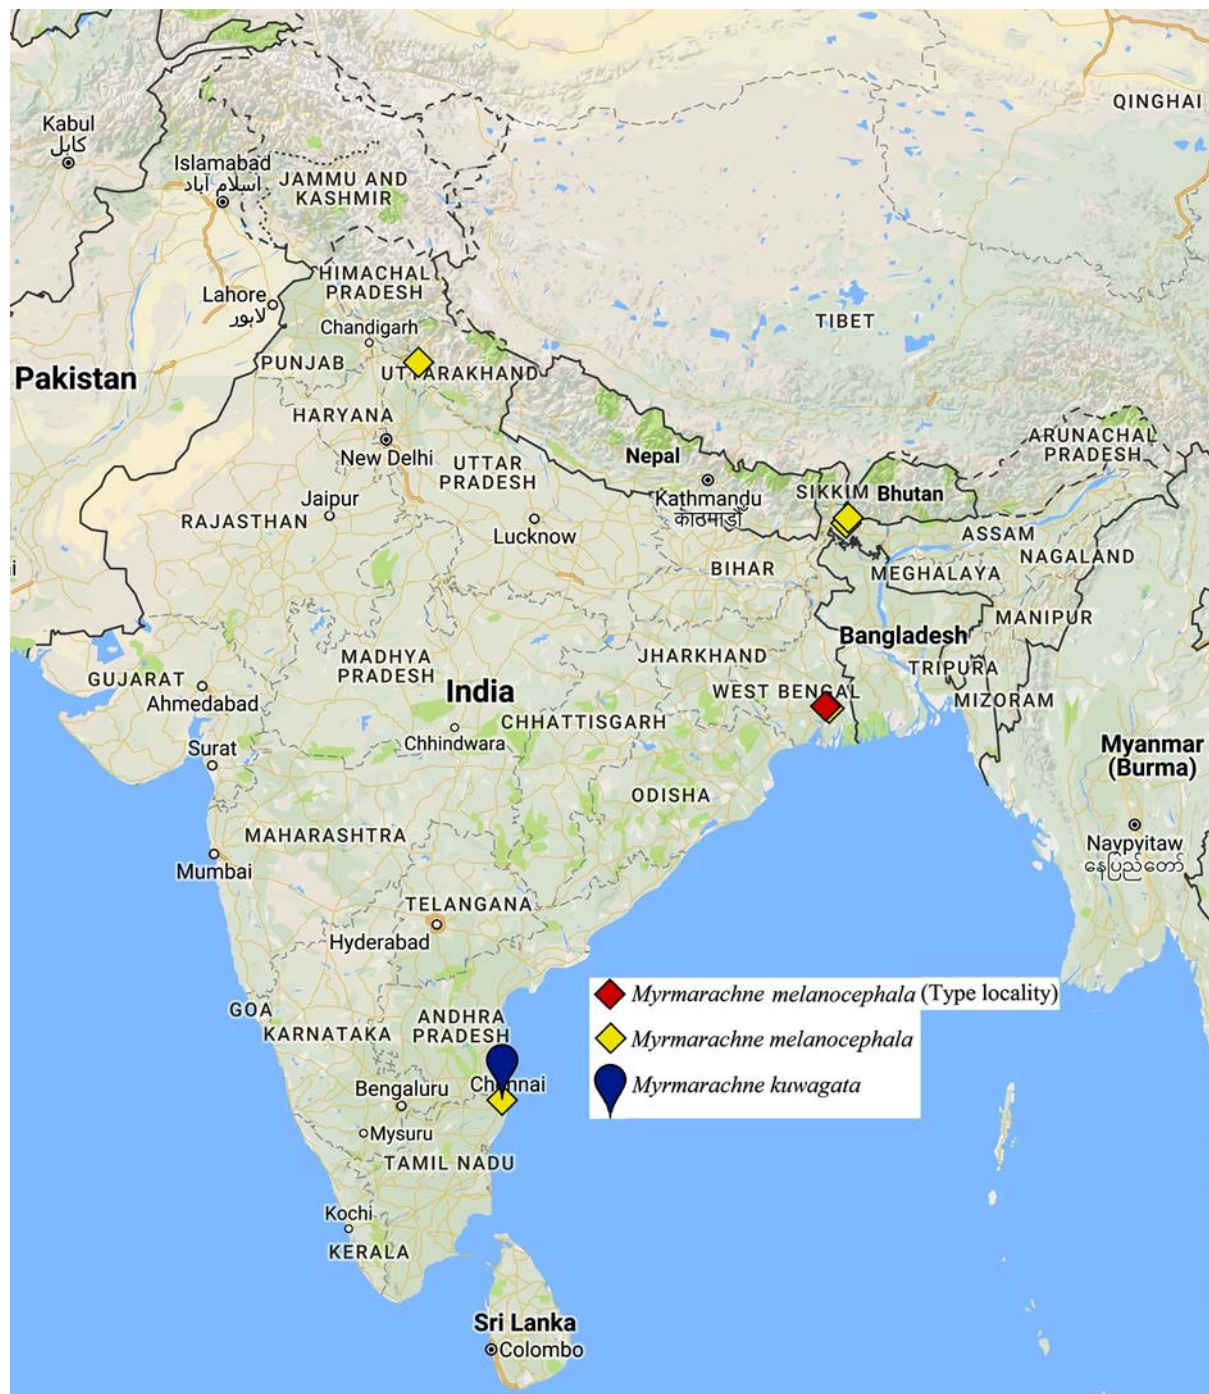 QINGHAI
Kabul
کابل
Islamabad
اسلام آباد
JAMMU AND
KASHMIR
HIMACHAL
PRADESH
Lahore
لاہور
TIBET
Chandigarh
PUNJAB
UTTARAKHAND
Pakistan
HARYANA
New Delhi
UTTAR
PRADESH
Nepal
ARUNACHAL
PRADESH
SIKKIM
Bhutan
Kathmandu
काठमाडौं
Jaipur
RAJASTHAN
Lucknow
ASSAM
NAGALAND
i
BIHAR
MEGHALAYA
MANIPUR
Bangladesh
MADHYA
PRADESH
JHARKHAND
TRIPURA
GUJARAT
Ahmedabad
India
WEST BENGAL
MIZORAM
CHHATTISGARH
Chhindwara
Surat
Myanmar
(Burma)
ODISHA
MAHARASHTRA
Mumbai
Naypyitaw
နေပြည်တော်
TELANGANA
Hyderabad
Myrmarachne melanocephala (Type locality)
GOA
KARNATAKA
ANDHRA
PRADESH
Myrmarachne melanocephala
Chennai
Myrmarachne kuwagata
Bengaluru
Mysuru
TAMIL NADU
Kochi
KERALA
Sri Lanka
Colombo